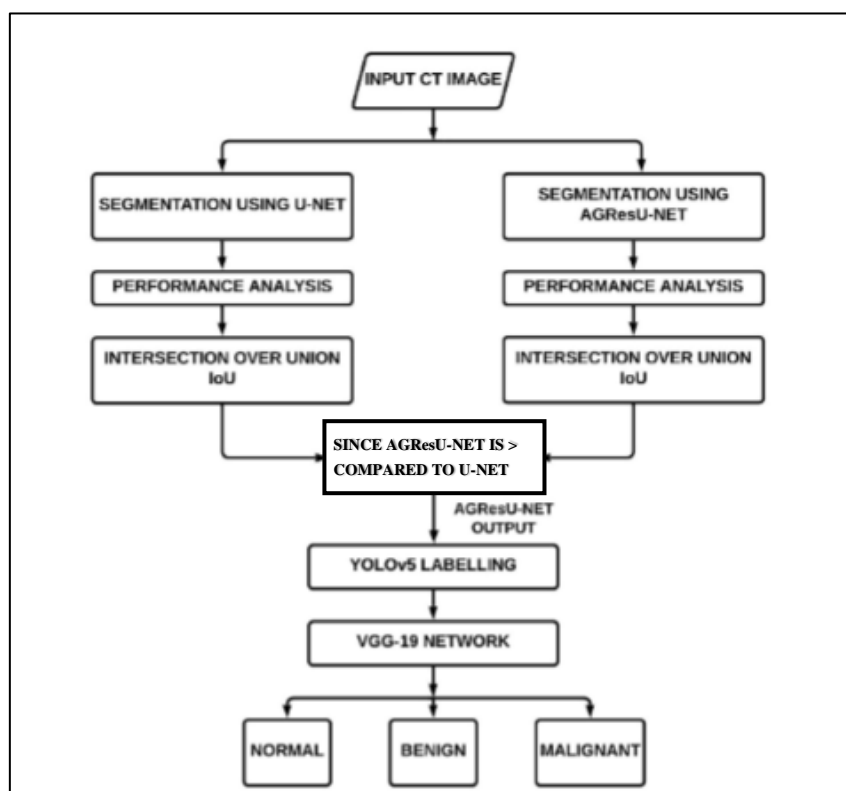 INPUT CT IMAGE
SEGMENTATION USING U-NET
SEGMENTATION USING
AGResU-NET
PERFORMANCE ANALYSIS
PERFORMANCE ANALYSIS
INTERSECTION OVER UNION
IoU
INTERSECTION OVER UNION
IoU
SINCE AGResU-NET IS >
COMPARED TO U-NET
AGResU-NET
OUTPUT
YOLOv5 LABELLING
VGG-19 NETWORK
NORMAL
BENIGN
MALIGNANT